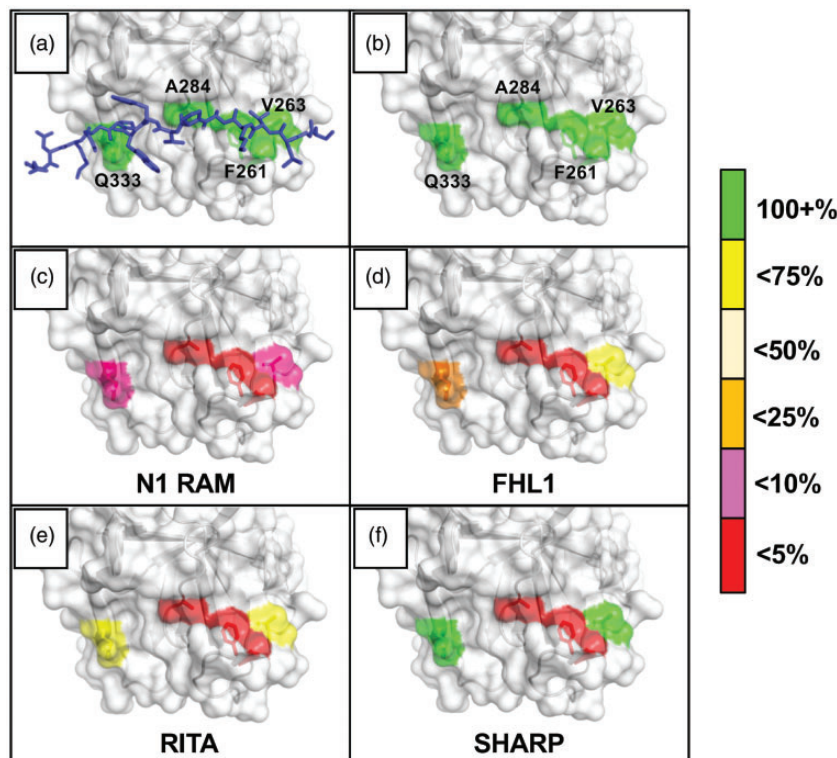 (a)
A284
V263
Q333
F261
(b)
A284
V263
Q333
F261
(c)
N1 RAM
(d)
FHL1
(e)
RITA
(f)
SHARP
100+%
<75%
<50%
<25%
<10%
<5%